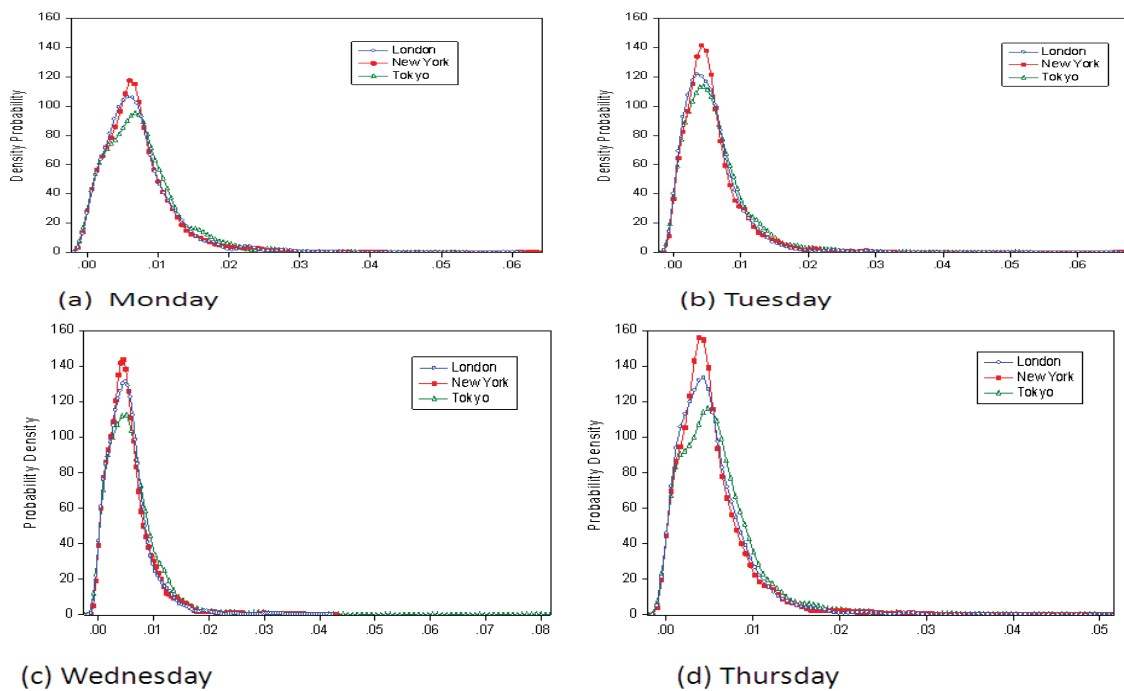 160
140
120
100
80
60
40
20
0
Density Probability
London
New York
Tokyo
.00 .01 .02 .03 .04 .05 .06
(a) Monday
160
140
120
100
80
60
40
20
0
Density Probability
London
New York
Tokyo
.00 .01 .02 .03 .04 .05 .06
(b) Tuesday
160
140
120
100
80
60
40
20
0
Probability Density
London
New York
Tokyo
.00 .01 .02 .03 .04 .05 .06 .07 .08
(c) Wednesday
160
140
120
100
80
60
40
20
0
Probability Density
London
New York
Tokyo
.00 .01 .02 .03 .04 .05
(d) Thursday